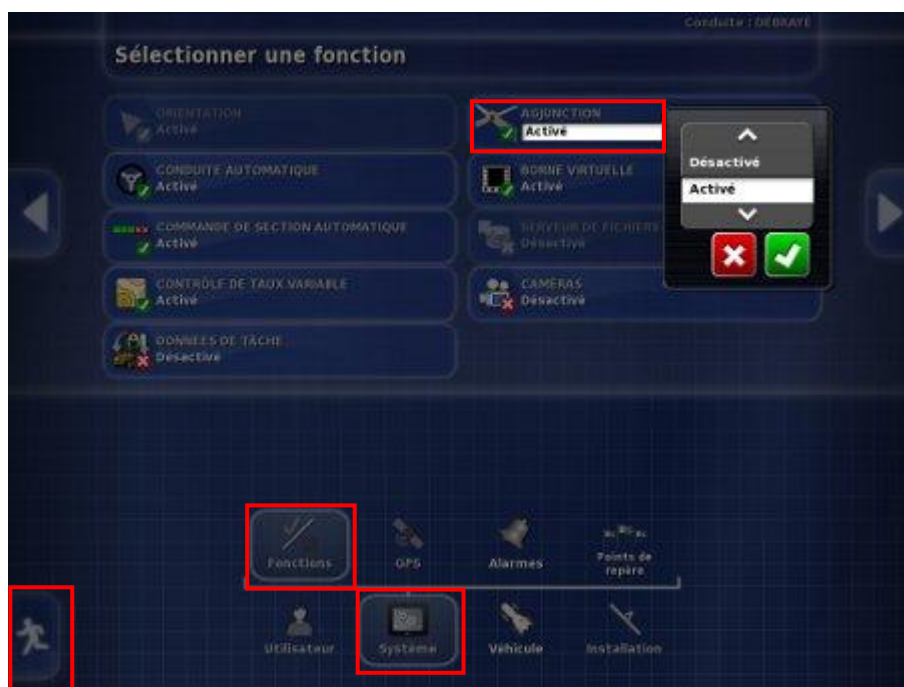 Conduite : DÉBRAYÉ
Sélectionner une fonction
ORIENTATION
Activé
AGJUNCTION
Activé
Désactivé
Activé
CONDUITE AUTOMATIQUE
Activé
BORNE VIRTUELLE
Activé
COMMANDE DE SECTION AUTOMATIQUE
Activé
SERVEUR DE FICHIERS
Désactivé
CONTRÔLE DE TAUX VARIABLE
Activé
CAMÉRAS
Désactivé
DONNÉES DE TÂCHE
Désactivé
Fonctions
GPS
Alarmes
Points de
repère
Utilisateur
Système
Véhicule
Installation